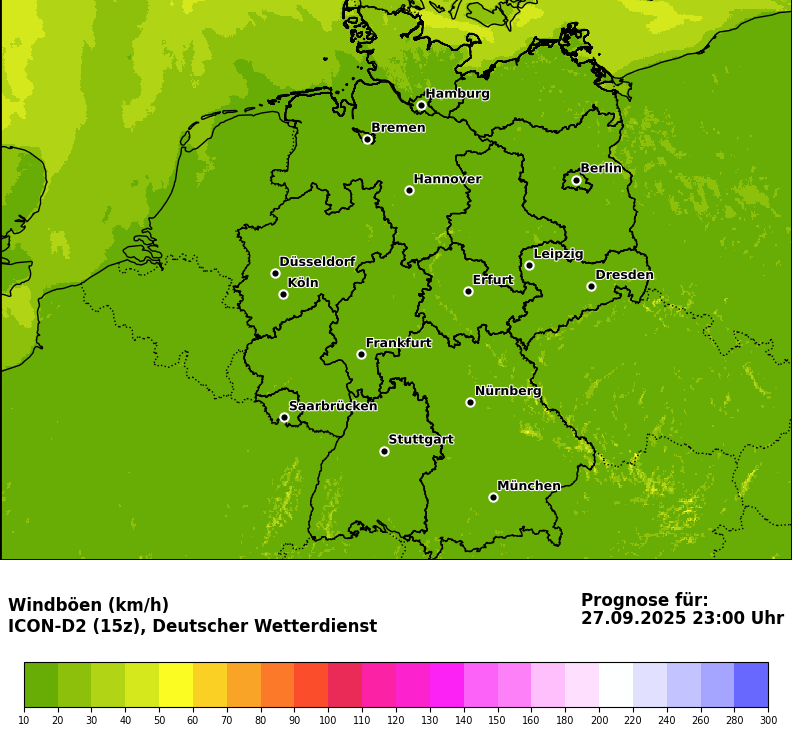 Hamburg
Bremen
Berlin
Hannover
Düsseldorf
Leipzig
Köln
Erfurt
Dresden
Frankfurt
Nürnberg
Saarbrücken
Stuttgart
München
Windböen (km/h)
ICON-D2 (15z), Deutscher Wetterdienst
Prognose für:
27.09.2025 23:00 Uhr
10 20 30 40 50 60 70 80 90 100 110 120 130 140 150 160 180 200 220 240 260 280 300